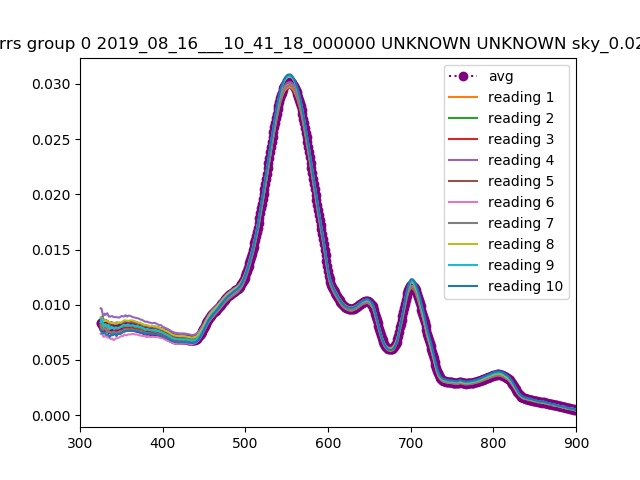 rrs group 0 2019_08_16___10_41_18_000000 UNKNOWN UNKNOWN sky_0.02
0.030
0.025
0.020
0.015
0.010
0.005
0.000
300 400 500 600 700 800 900
avg
reading 1
reading 2
reading 3
reading 4
reading 5
reading 6
reading 7
reading 8
reading 9
reading 10